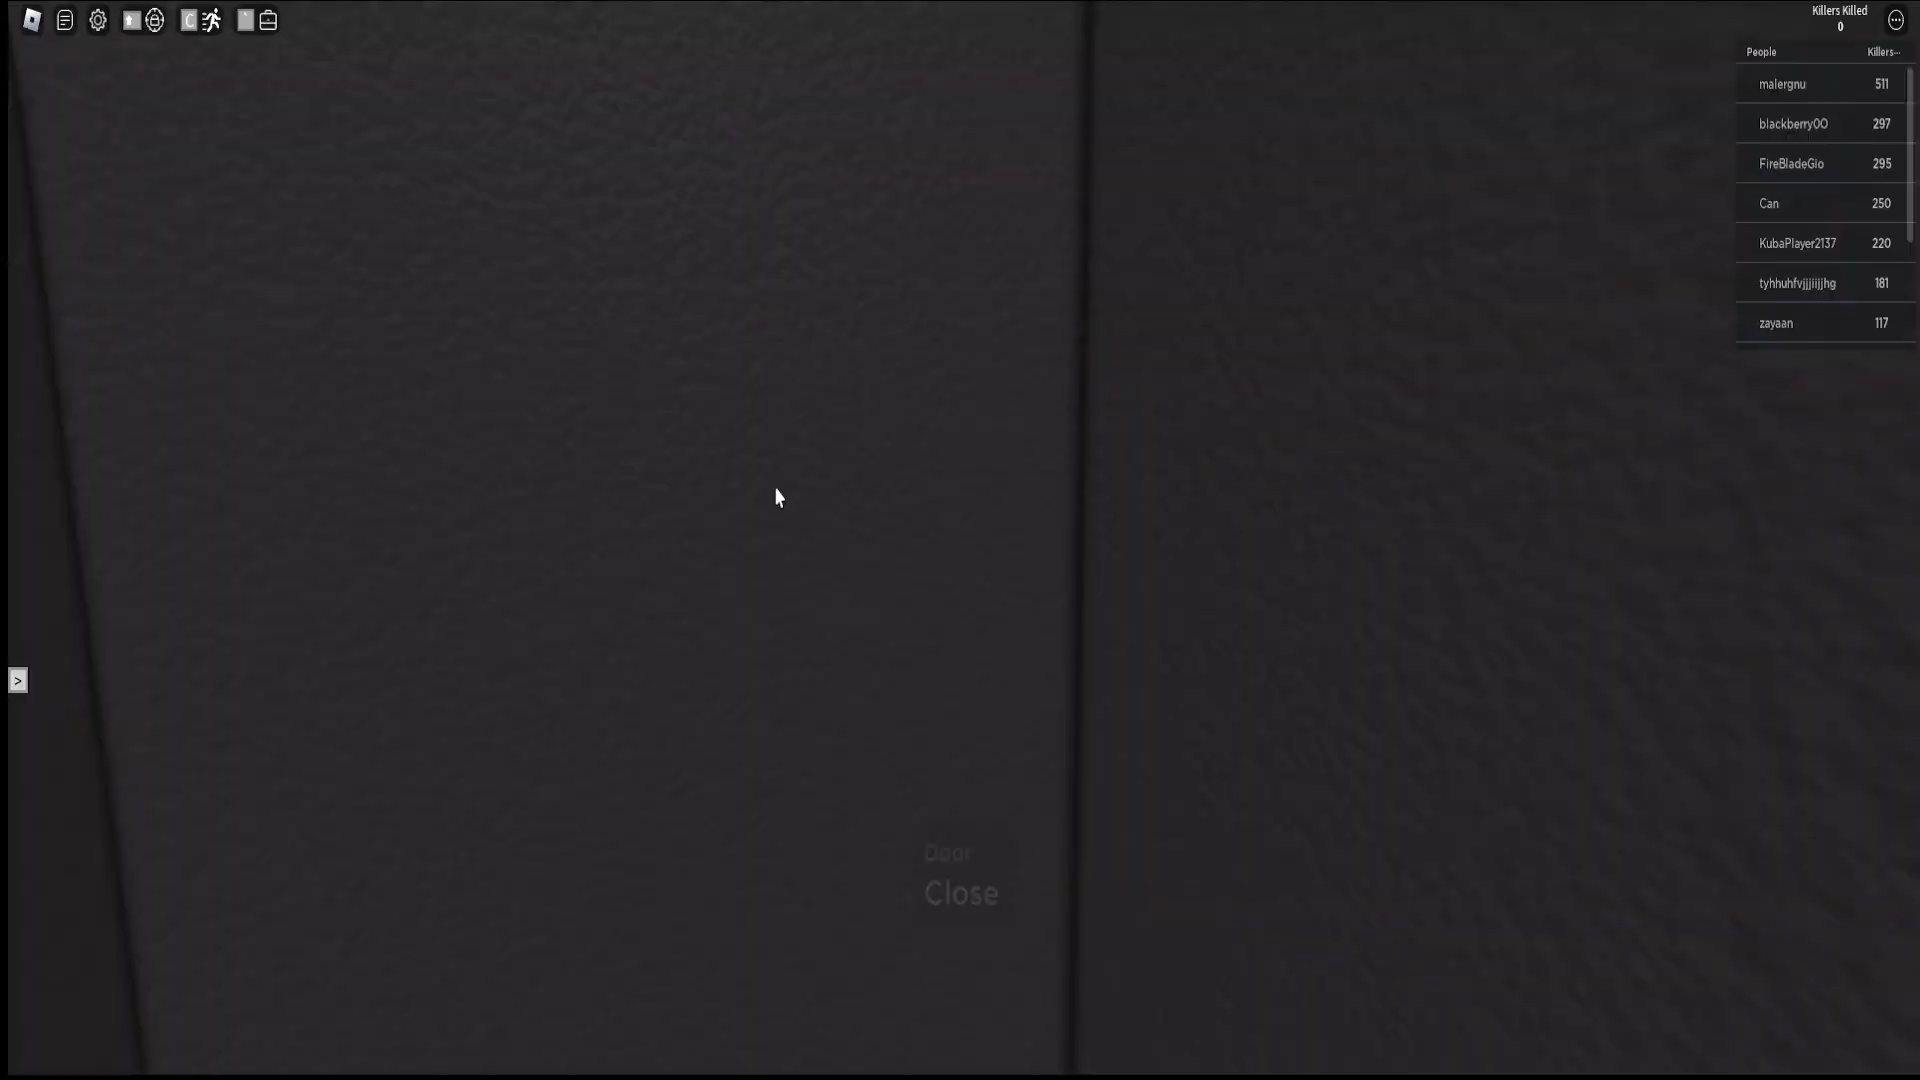 C
Killers Killed
0
People Killers...
malergnu 511
blackberry00 297
FireBladeGio 295
Can 250
KubaPlayer2137 220
tyhhuhfvjjjiiijjhg 181
zayaan 117
>
Door
Close